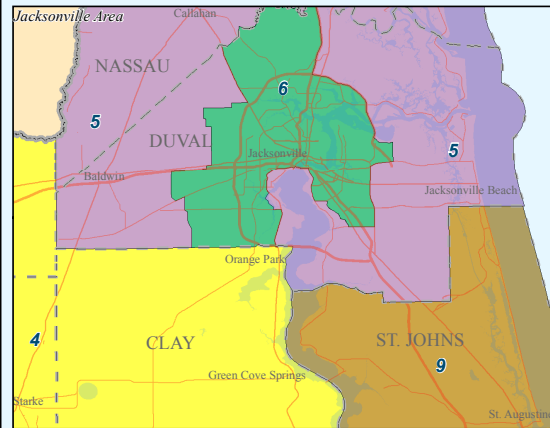 Jacksonville Area
Callahan
NASSAU
6
5
DUVAL
Jacksonville
5
Baldwin
Jacksonville Beach
Orange Park
4
CLAY
ST. JOHNS
9
Green Cove Springs
Starke
St. Augustine